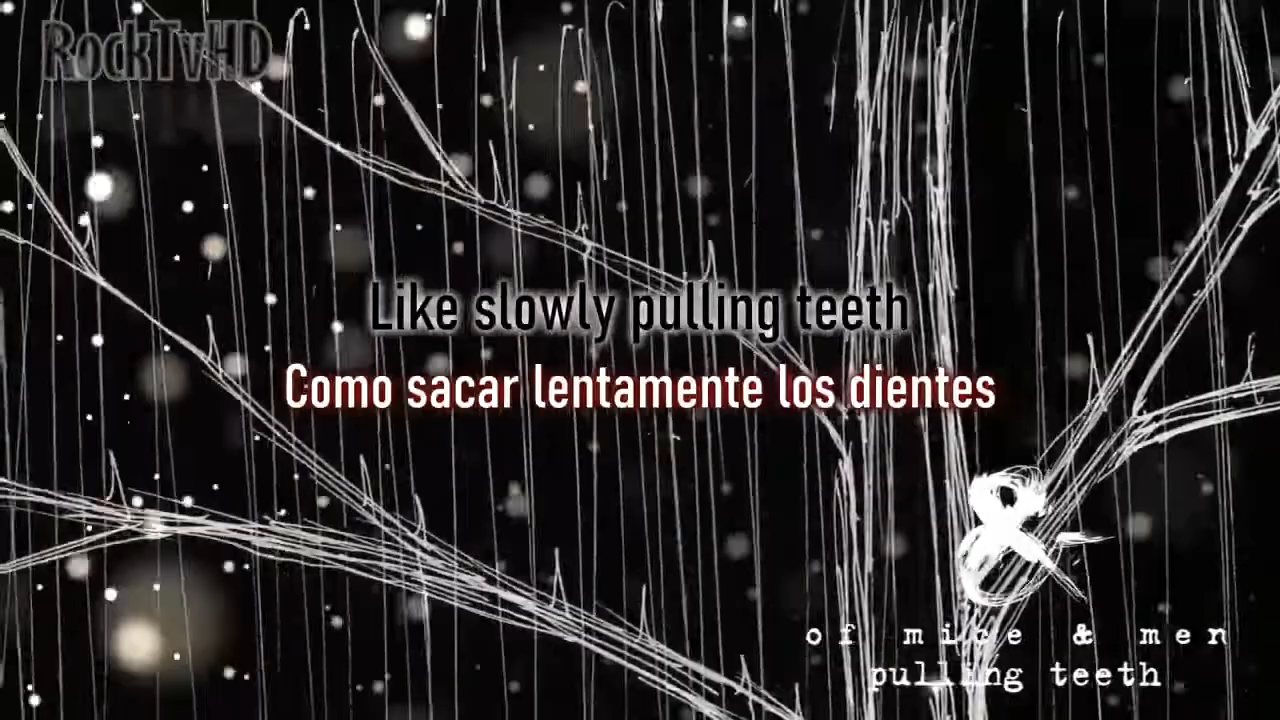 RockTvHD
Like slowly pulling teeth
Como sacar lentamente los dientes
&
of mice & men
pulling teeth